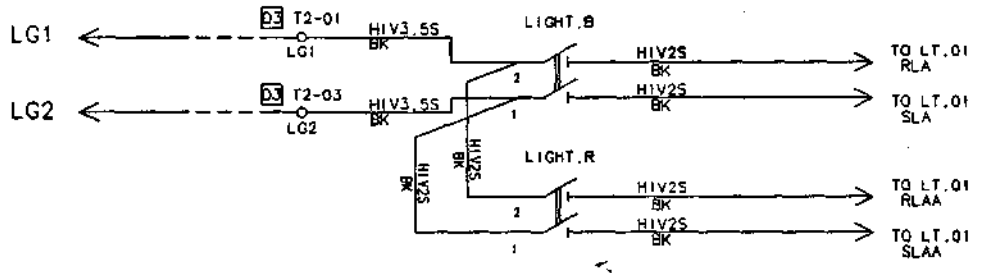 D3 T2-01
LG1
HIV3.5S
BK
LG1
LIGHT.B
2
HIV2S
BK
TO LT.01
RLA
D3 T2-03
LG2
HIV3.5S
BK
LG2
1
HIV2S
BK
TO LT.01
SLA
HIV2S
BK
HIV2S
BK
LIGHT.R
2
HIV2S
BK
TO LT.01
RLAA
1
HIV2S
BK
TO LT.01
SLAA